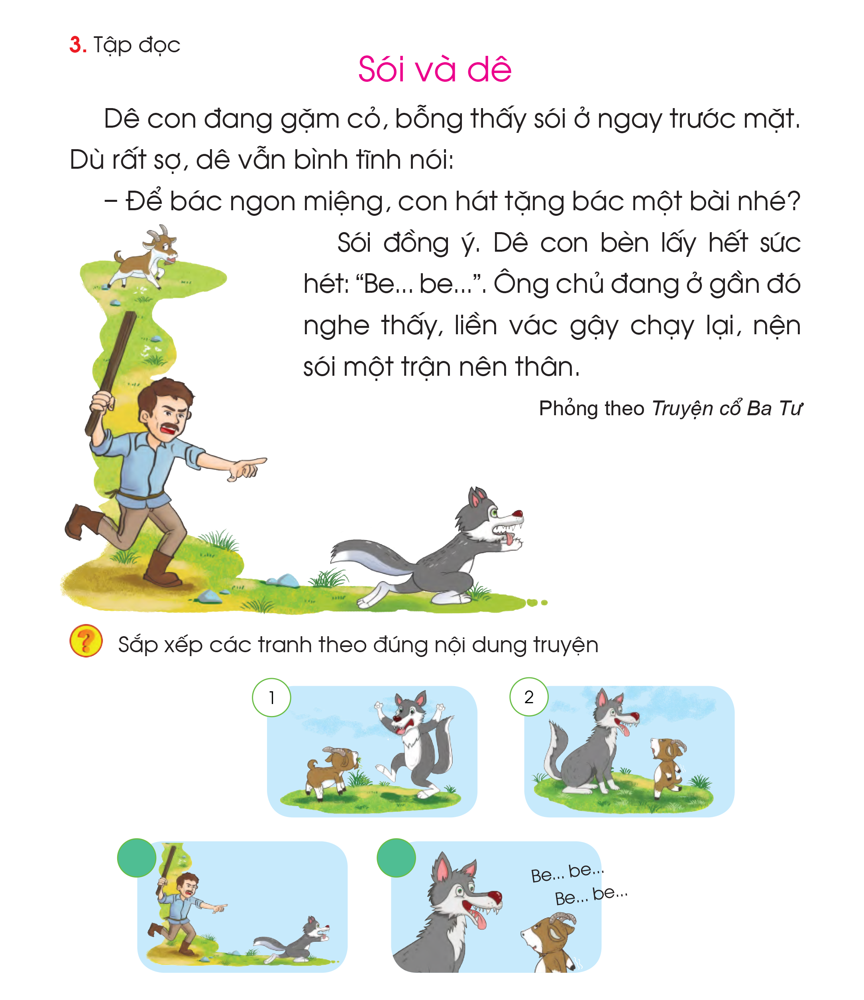 3. Tập đọc
Sói và dê
Dê con đang gặm cỏ, bỗng thấy sói ở ngay trước mặt.
Dù rất sợ, dê vẫn bình tĩnh nói:
– Để bác ngon miệng, con hát tặng bác một bài nhé?
Sói đồng ý. Dê con bèn lấy hết sức
hét: “Be... be...”. Ông chủ đang ở gần đó
nghe thấy, liền vác gậy chạy lại, nện
sói một trận nên thân.
Phỏng theo Truyện cổ Ba Tư
? Sắp xếp các tranh theo đúng nội dung truyện
1
2
Be... be...
Be... be...